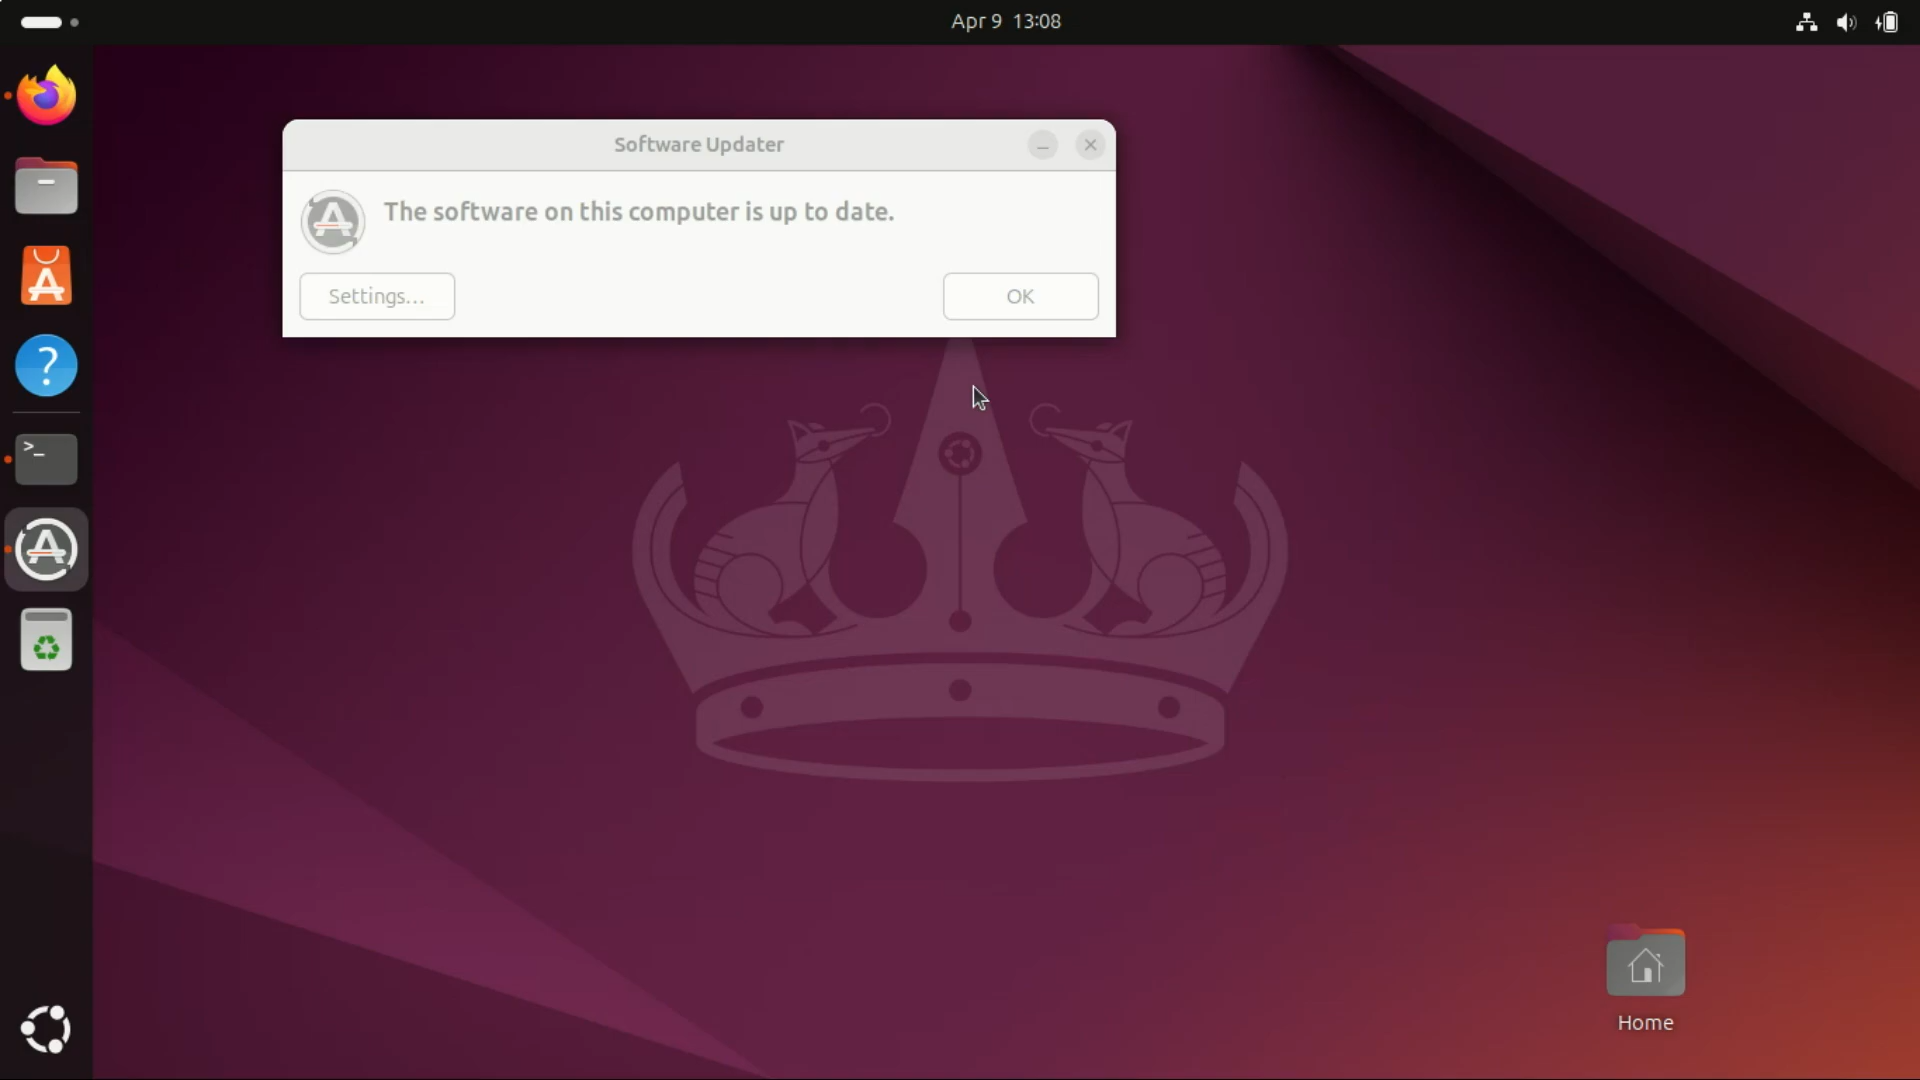 Apr 9 13:08
Software Updater
The software on this computer is up to date.
Settings...
OK
Home